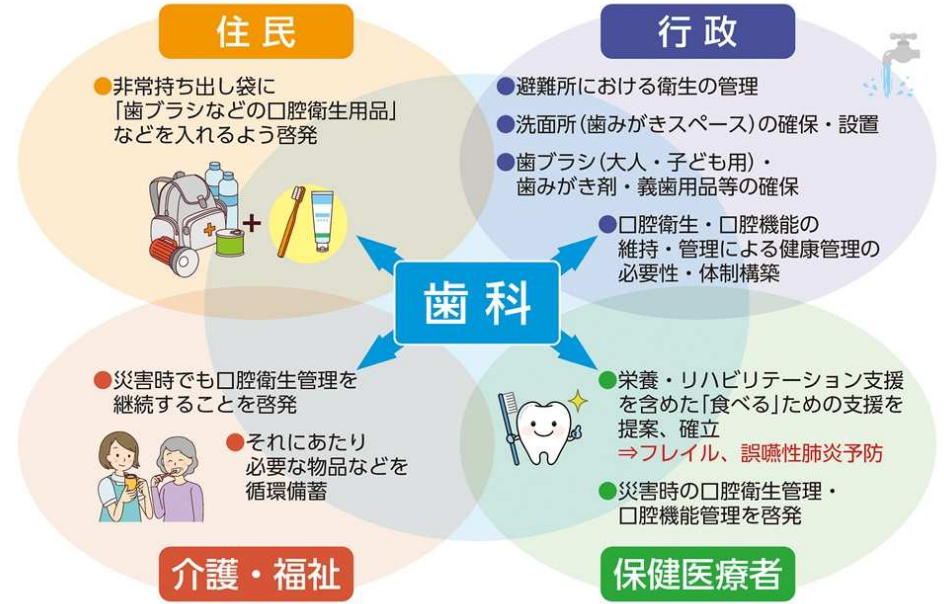 住民
●非常持ち出し袋に
「歯ブラシなどの口腔衛生用品」
などを入れるよう啓発
行政
●避難所における衛生の管理
●洗面所(歯みがきスペース)の確保・設置
●歯ブラシ(大人・子ども用)・
歯みがき剤・義歯用品等の確保
●口腔衛生・口腔機能の
維持・管理による健康管理の
必要性・体制構築
歯科
●災害時でも口腔衛生管理を
継続することを啓発
●それにあたり
必要な物品などを
循環備蓄
介護・福祉
●栄養・リハビリテーション支援
を含めた「食べる」ための支援を
提案、確立
⇒フレイル、誤嚥性肺炎予防
●災害時の口腔衛生管理・
口腔機能管理を啓発
保健医療者